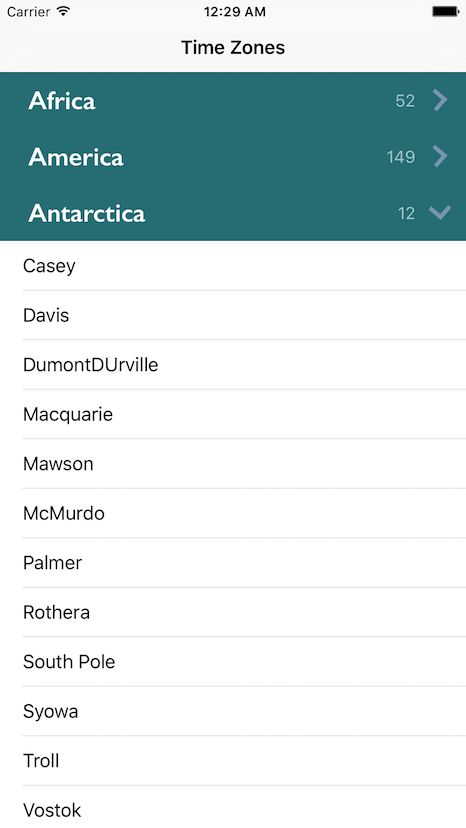 Carrier 12:29 AM
Time Zones
Africa 52
America 149
Antarctica 12
Casey
Davis
DumontDUrville
Macquarie
Mawson
McMurdo
Palmer
Rothera
South Pole
Syowa
Troll
Vostok